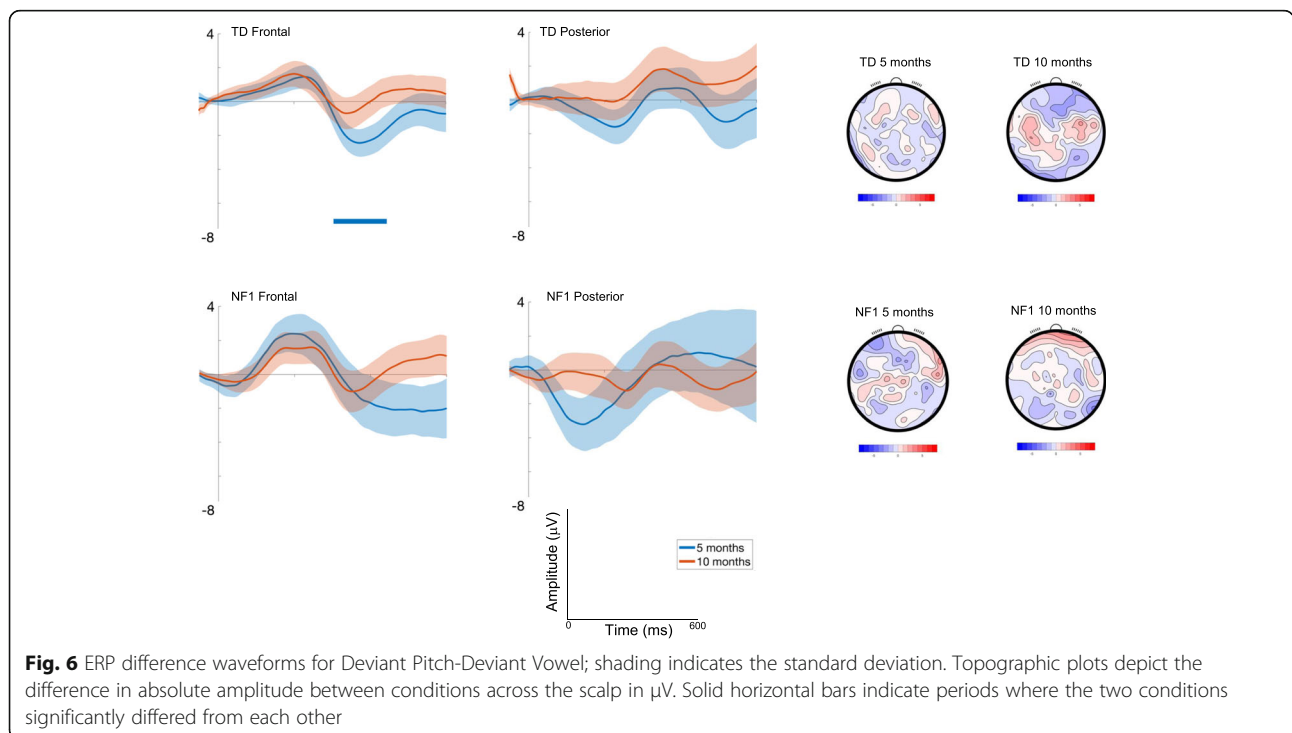 TD Frontal
TD Posterior
4
4
TD 5 months
TD 10 months
-8
-8
NF1 Frontal
NF1 Posterior
4
4
NF1 5 months
NF1 10 months
-8
-8
5 months
10 months
Amplitude (µV)
0
600
Time (ms)
Fig. 6 ERP difference waveforms for Deviant Pitch-Deviant Vowel; shading indicates the standard deviation. Topographic plots depict the
difference in absolute amplitude between conditions across the scalp in µV. Solid horizontal bars indicate periods where the two conditions
significantly differed from each other